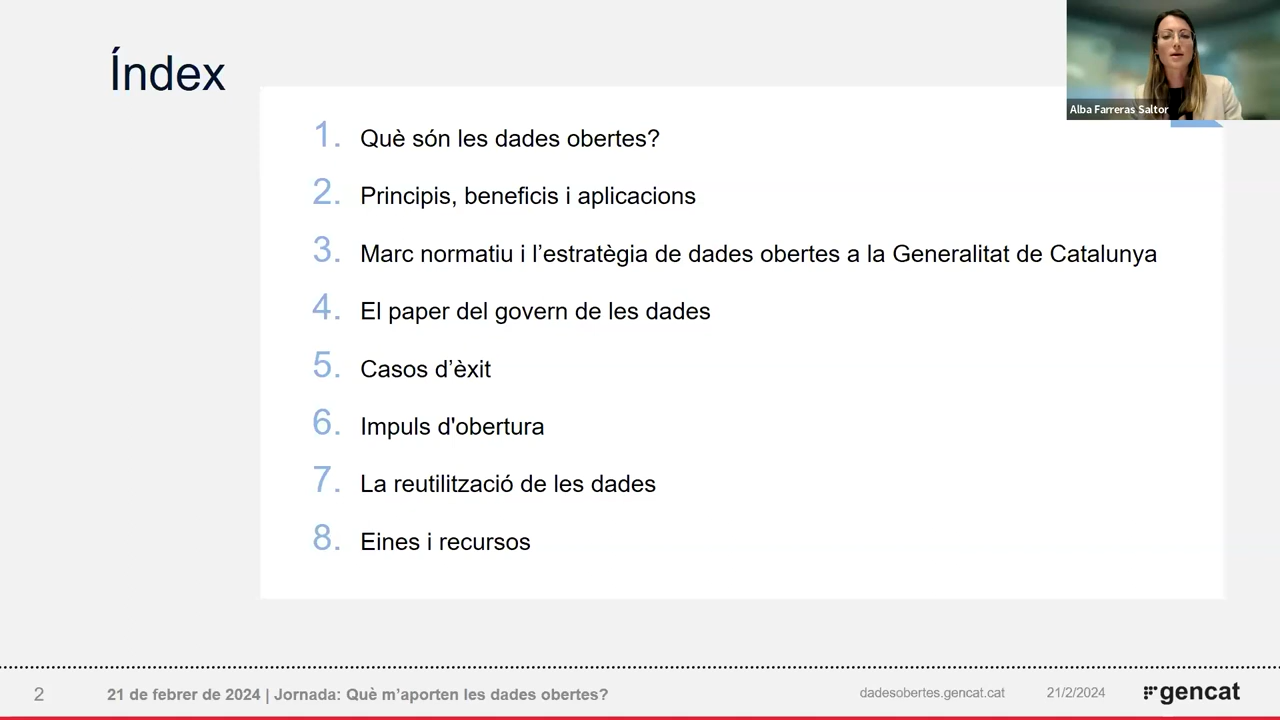 Índex
Alba Farreras Saltor
1. Què són les dades obertes?
2. Principis, beneficis i aplicacions
3. Marc normatiu i l’estratègia de dades obertes a la Generalitat de Catalunya
4. El paper del govern de les dades
5. Casos d’èxit
6. Impuls d'obertura
7. La reutilització de les dades
8. Eines i recursos
2 21 de febrer de 2024 | Jornada: Què m’aporten les dades obertes? dadesobertes.gencat.cat 21/2/2024 gencat